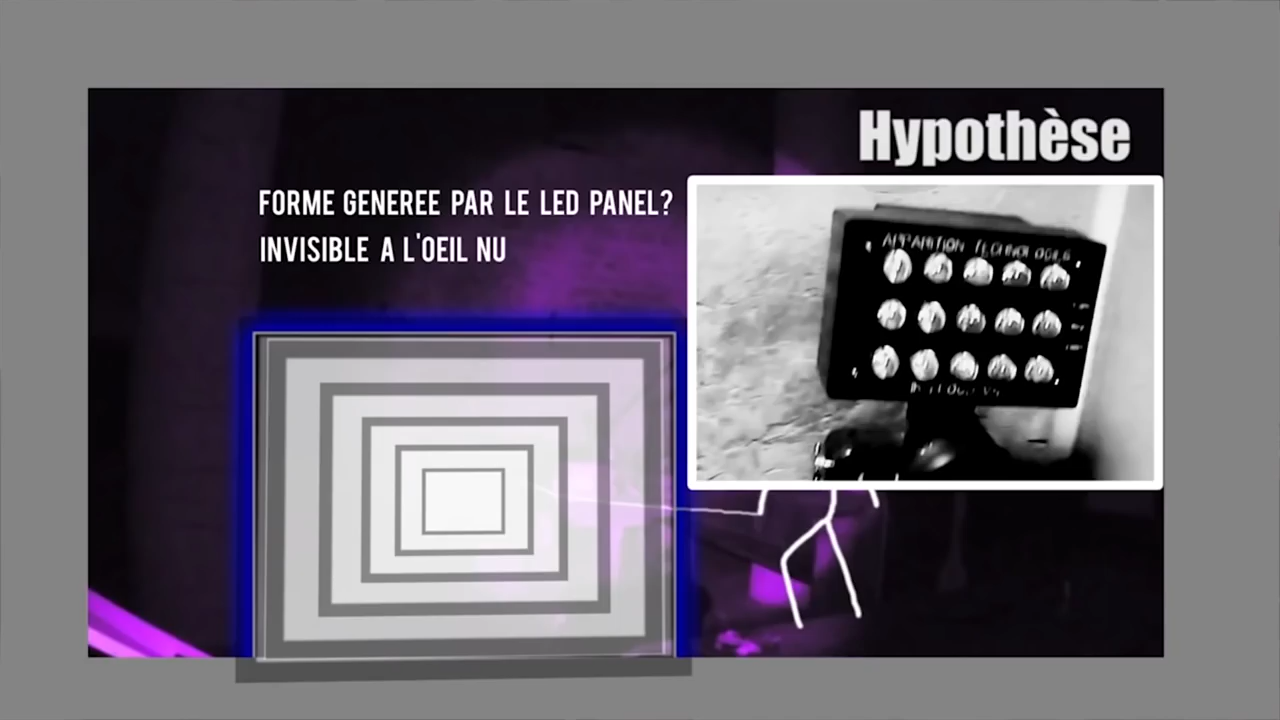 Hypothèse
FORME GENEREE PAR LE LED PANEL?
INVISIBLE A L'OEIL NU
APPARITION TECHNOLOGIES